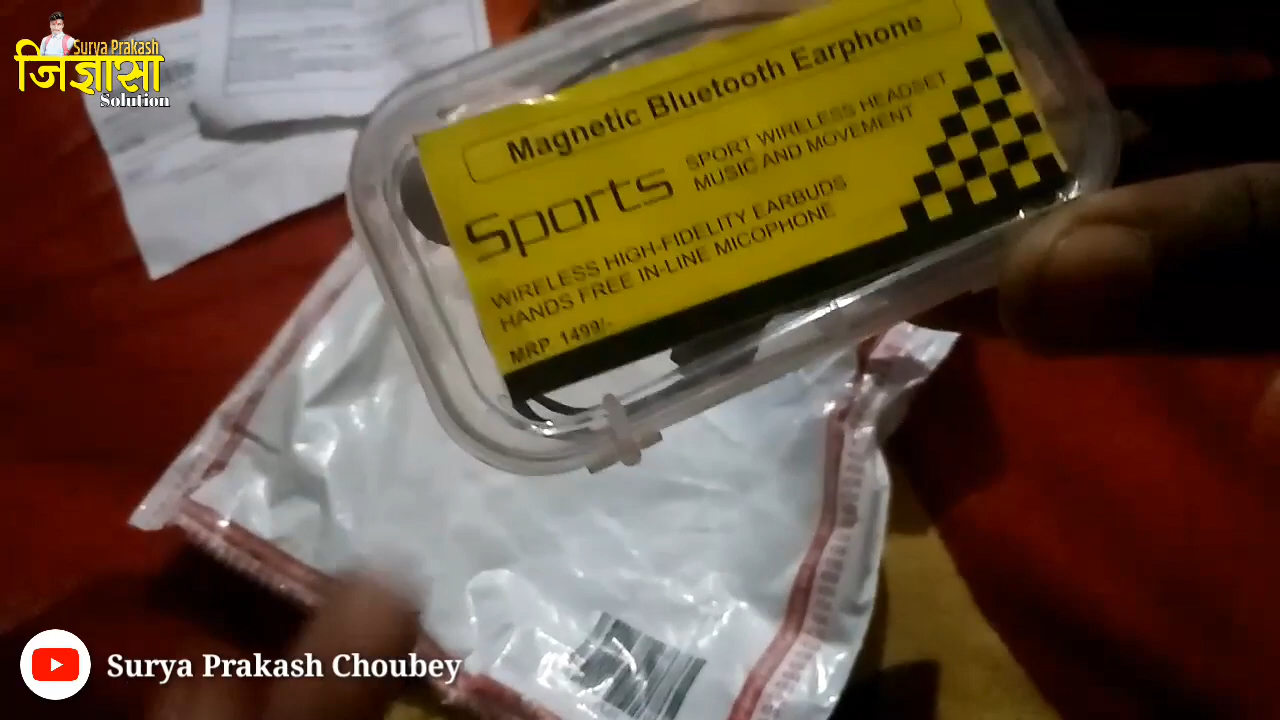 Surya Prakash
जिज्ञासा
Solution
Magnetic Bluetooth Earphone
Sports
SPORT WIRELESS HEADSET
MUSIC AND MOVEMENT
WIRELESS HIGH-FIDELITY EARBUDS
HANDS FREE IN-LINE MICOPHONE
MRP 1499/-
Surya Prakash Choubey